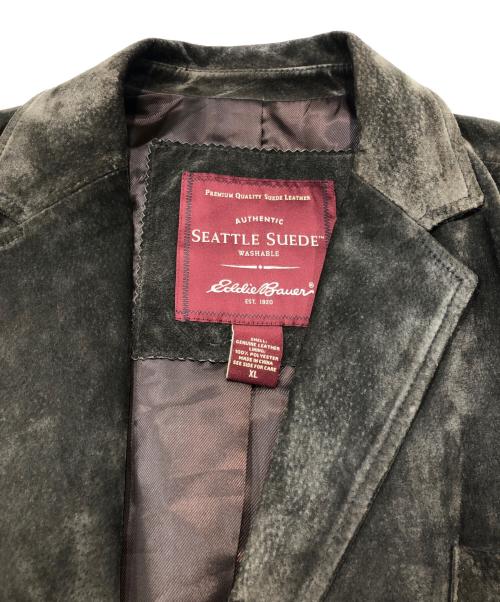 PREMIUM QUALITY SUEDE LEATHER
AUTHENTIC
SEATTLE SUEDE™
WASHABLE
Eddie Bauer®
EST. 1920
SHELL:
GENUINE LEATHER
LINING:
100% POLYESTER
MADE IN CHINA
SEE SIDE FOR CARE
XL